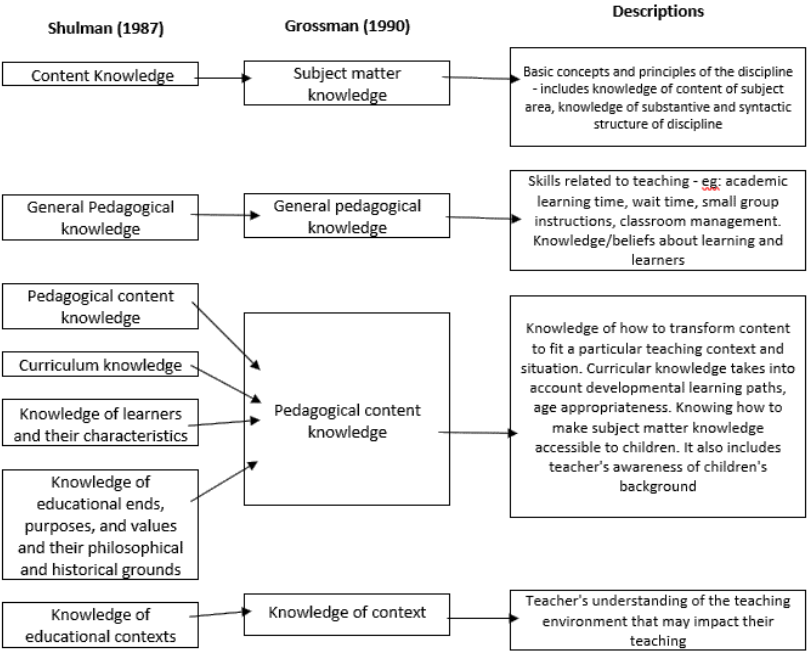 Shulman (1987)
Grossman (1990)
Descriptions
Content Knowledge
Subject matter
knowledge
Basic concepts and principles of the discipline
- includes knowledge of content of subject
area, knowledge of substantive and syntactic
structure of discipline
General Pedagogical
knowledge
General pedagogical
knowledge
Skills related to teaching - eg: academic
learning time, wait time, small group
instructions, classroom management.
Knowledge/beliefs about learning and
learners
Pedagogical content
knowledge
Curriculum knowledge
Knowledge of learners
and their characteristics
Knowledge of
educational ends,
purposes, and values
and their philosophical
and historical grounds
Pedagogical content
knowledge
Knowledge of how to transform content
to fit a particular teaching context and
situation. Curricular knowledge takes into
account developmental learning paths,
age appropriateness. Knowing how to
make subject matter knowledge
accessible to children. It also includes
teacher's awareness of children's
background
Knowledge of
educational contexts
Knowledge of context
Teacher's understanding of the teaching
environment that may impact their
teaching